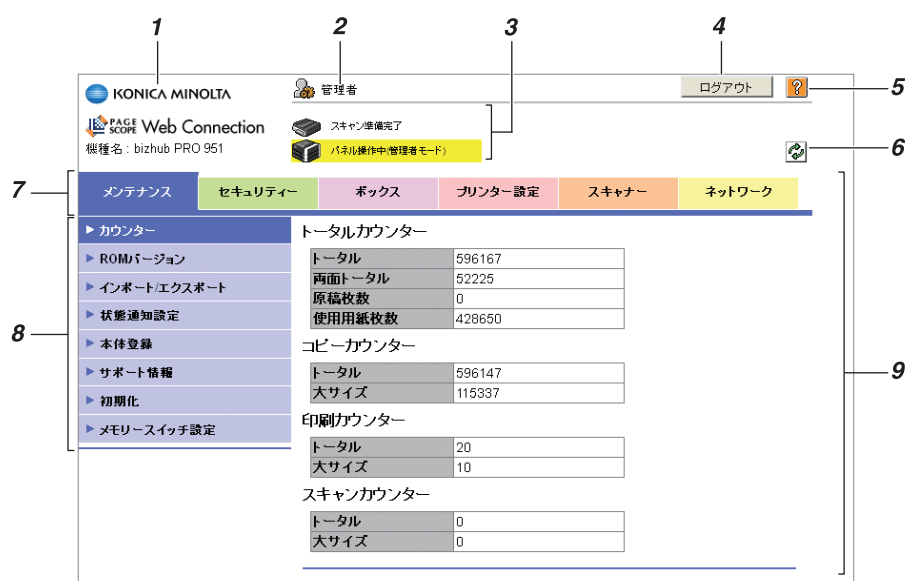 1 2 3 4
KONICA MINOLTA
管理者
ログアウト
?
5
PAGE SCOPE Web Connection
スキャン準備完了
機種名 : bizhub PRO 951
パネル操作中(管理者モード)
6
7
メンテナンス セキュリティー ボックス プリンター設定 スキャナー ネットワーク
カウンター
ROMバージョン
インポート/エクスポート
状態通知設定
8
本体登録
サポート情報
初期化
メモリースイッチ設定
トータルカウンター
トータル 596167
両面トータル 52225
原稿枚数 0
使用用紙枚数 428650
コピーカウンター
トータル 596147
大サイズ 115337
9
印刷カウンター
トータル 20
大サイズ 10
スキャンカウンター
トータル 0
大サイズ 0